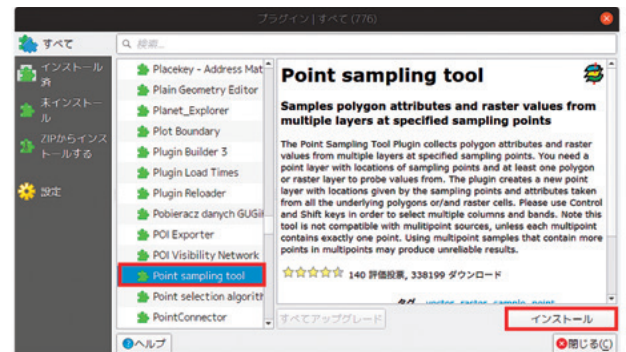 プラグイン | すべて (776)
すべて
検索...
インストール
済
未インストー
ル
ZIPからインス
トールする
設定
Placekey - Address Mat
Plain Geometry Editor
Planet_Explorer
Plot Boundary
Plugin Builder 3
Plugin Load Times
Plugin Reloader
Pobieracz danych GUGiK
POI Exporter
POI Visibility Network
Point sampling tool
Point selection algorith
PointConnector
Point sampling tool
Samples polygon attributes and raster values from
multiple layers at specified sampling points
The Point Sampling Tool Plugin collects polygon attributes and raster
values from multiple layers at specified sampling points. You need a
point layer with locations of sampling points and at least one polygon
or raster layer to probe values from. The plugin creates a new point
layer with locations given by the sampling points and attributes taken
from all the underlying polygons or/and raster cells. Please use Control
and Shift keys in order to select multiple columns and bands. Note this
tool is not compatible with mulitipoint sources, unless each multipoint
contains exactly one point. Using multipoint samples that contain more
points in multipoints may produce unreliable results.
140 評価投票, 338199 ダウンロード
タグ vector, raster, sample, point
すべてアップグレード
インストール
ヘルプ
閉じる(C)